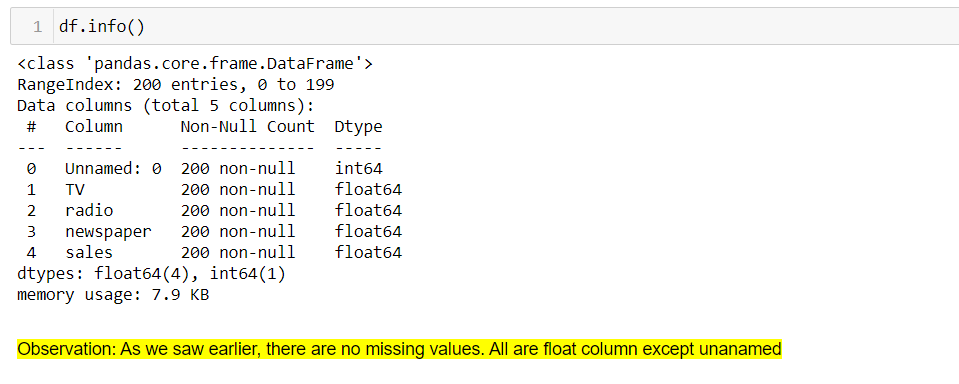 1 df.info()
<class 'pandas.core.frame.DataFrame'>
RangeIndex: 200 entries, 0 to 199
Data columns (total 5 columns):
 #   Column      Non-Null Count  Dtype
---  ------      --------------  -----
 0   Unnamed: 0  200 non-null    int64
 1   TV          200 non-null    float64
 2   radio       200 non-null    float64
 3   newspaper   200 non-null    float64
 4   sales       200 non-null    float64
dtypes: float64(4), int64(1)
memory usage: 7.9 KB
Observation: As we saw earlier, there are no missing values. All are float column except unanamed